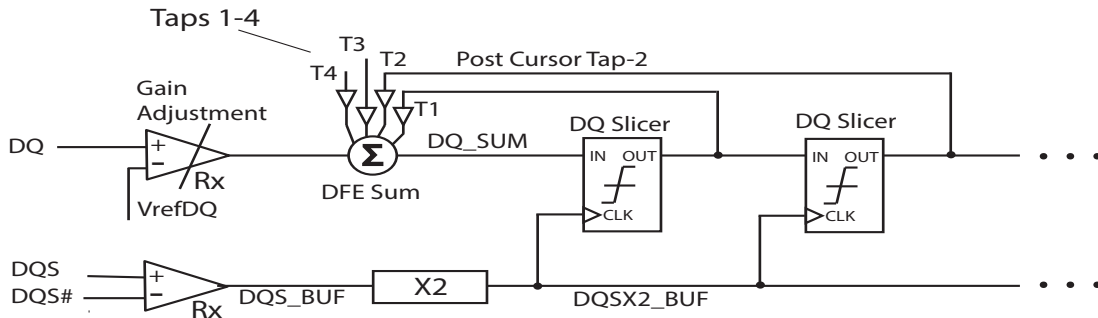 Taps 1-4
T3
T2
T4
Post Cursor Tap-2
Gain
Adjustment
T1
DQ Slicer
DQ Slicer
DQ
+
−
Σ
DQ_SUM
IN OUT
IN OUT
Rx
DFE Sum
VrefDQ
CLK
CLK
DQS
DQS#
+
−
Rx
DQS_BUF
X2
DQSX2_BUF